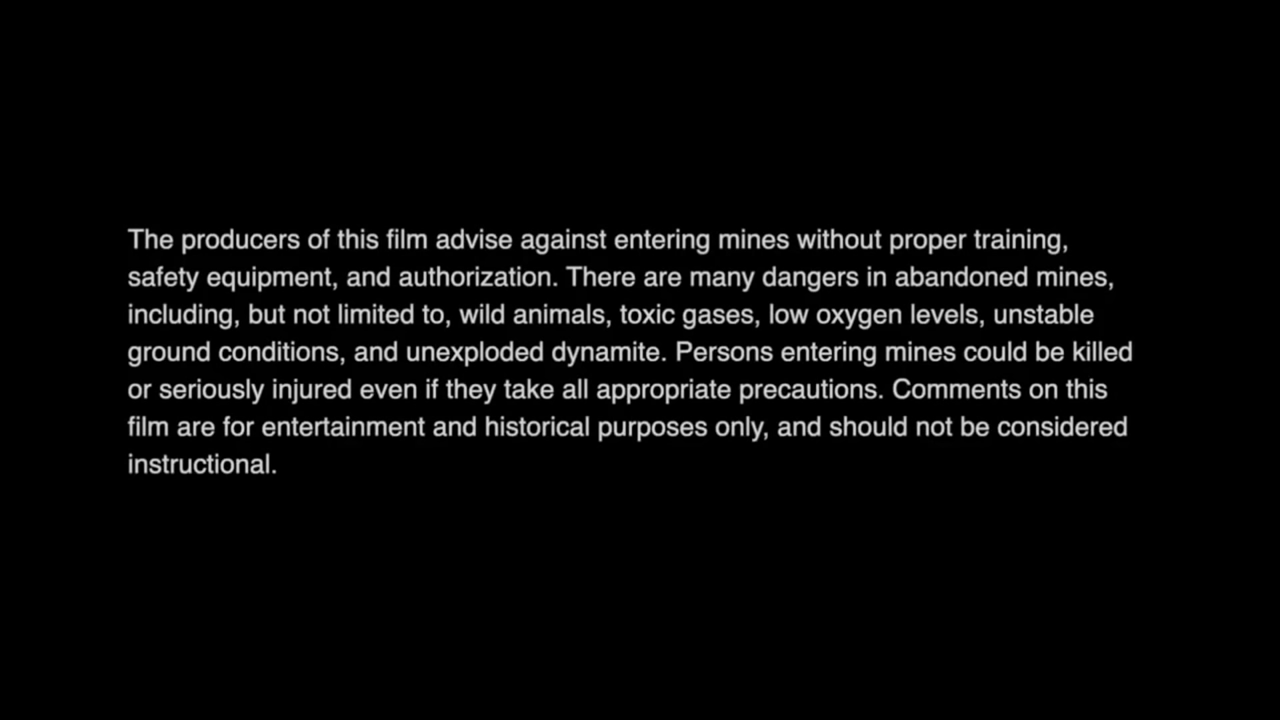 The producers of this film advise against entering mines without proper training,
safety equipment, and authorization. There are many dangers in abandoned mines,
including, but not limited to, wild animals, toxic gases, low oxygen levels, unstable
ground conditions, and unexploded dynamite. Persons entering mines could be killed
or seriously injured even if they take all appropriate precautions. Comments on this
film are for entertainment and historical purposes only, and should not be considered
instructional.